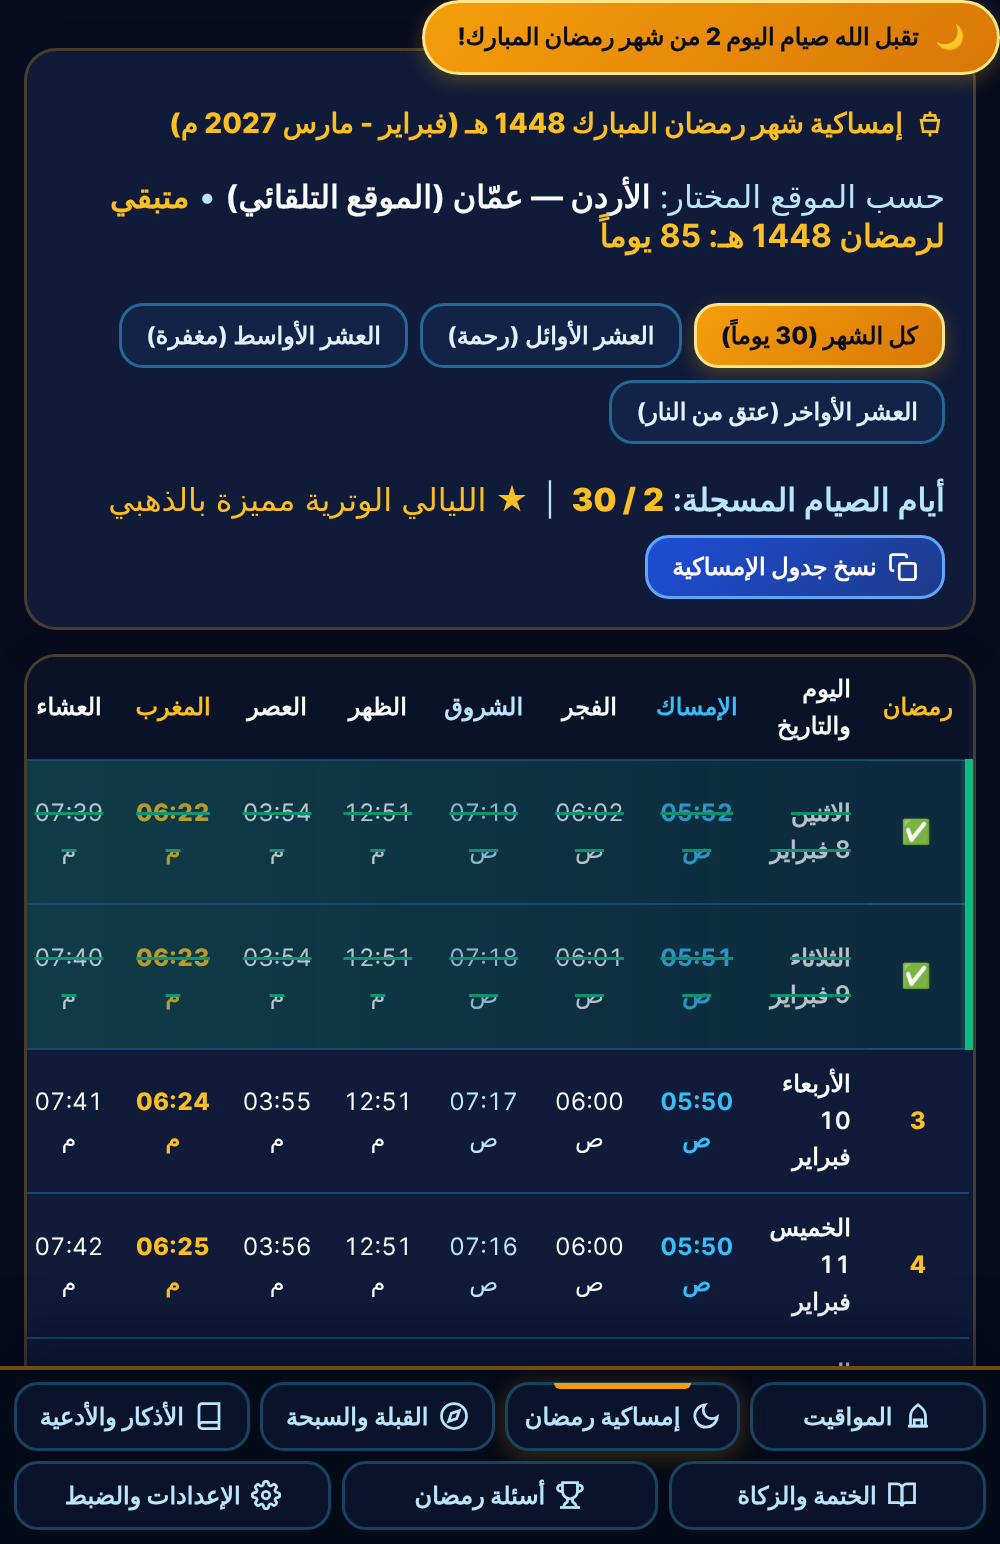 🌙 تقبل الله صيام اليوم 2 من شهر رمضان المبارك!
إمساكية شهر رمضان المبارك 1448 هـ (فبراير - مارس 2027 م)
حسب الموقع المختار: الأردن — عمّان (الموقع التلقائي) • متبقي
لرمضان 1448 هـ: 85 يوماً
كل الشهر (30 يوماً) العشر الأوائل (رحمة) العشر الأواسط (مغفرة)
العشر الأواخر (عتق من النار)
أيام الصيام المسجلة: 2 / 30 | ★ الليالي الوترية مميزة بالذهبي
نسخ جدول الإمساكية
رمضان اليوم والتاريخ الإمساك الفجر الشروق الظهر العصر المغرب العشاء
✅ الاثنين 8 فبراير 05:52 ص 06:02 ص 07:19 ص 12:51 م 03:54 م 06:22 م 07:39 م
✅ الثلاثاء 9 فبراير 05:51 ص 06:01 ص 07:18 ص 12:51 م 03:54 م 06:23 م 07:40 م
3 الأربعاء 10 فبراير 05:50 ص 06:00 ص 07:17 ص 12:51 م 03:55 م 06:24 م 07:41 م
4 الخميس 11 فبراير 05:50 ص 06:00 ص 07:16 ص 12:51 م 03:56 م 06:25 م 07:42 م
المواقيت إمساكية رمضان القبلة والسبحة الأذكار والأدعية
الختمة والزكاة أسئلة رمضان الإعدادات والضبط